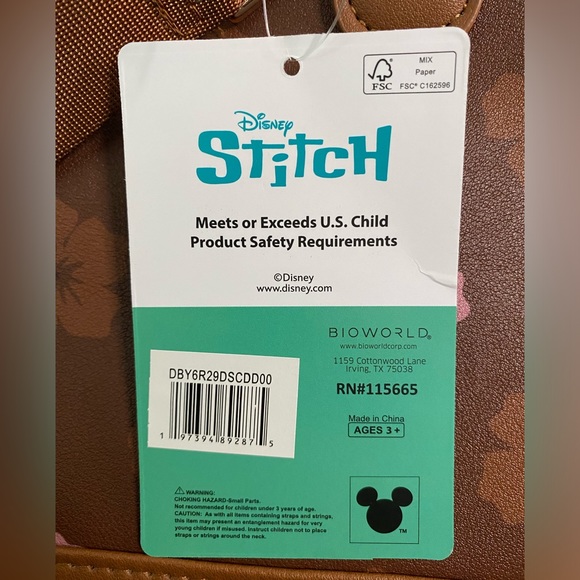 MIX
Paper
FSC
FSC® C162596
Disney
Stitch
Meets or Exceeds U.S. Child
Product Safety Requirements
©Disney
www.disney.com
BIOWORLD®
www.bioworldcorp.com
1159 Cottonwood Lane
Irving, TX 75038
RN#115665
DBY6R29DSCDD00
1 97394 89287 5
Made in China
AGES 3+
⚠ WARNING:
CHOKING HAZARD-Small Parts.
Not recommended for children under 3 years of age.
CAUTION: As with all items containing straps and strings,
this item may present an entanglement hazard for very
young children if misused. Instruct children not to place
straps or strings around the neck.
TM